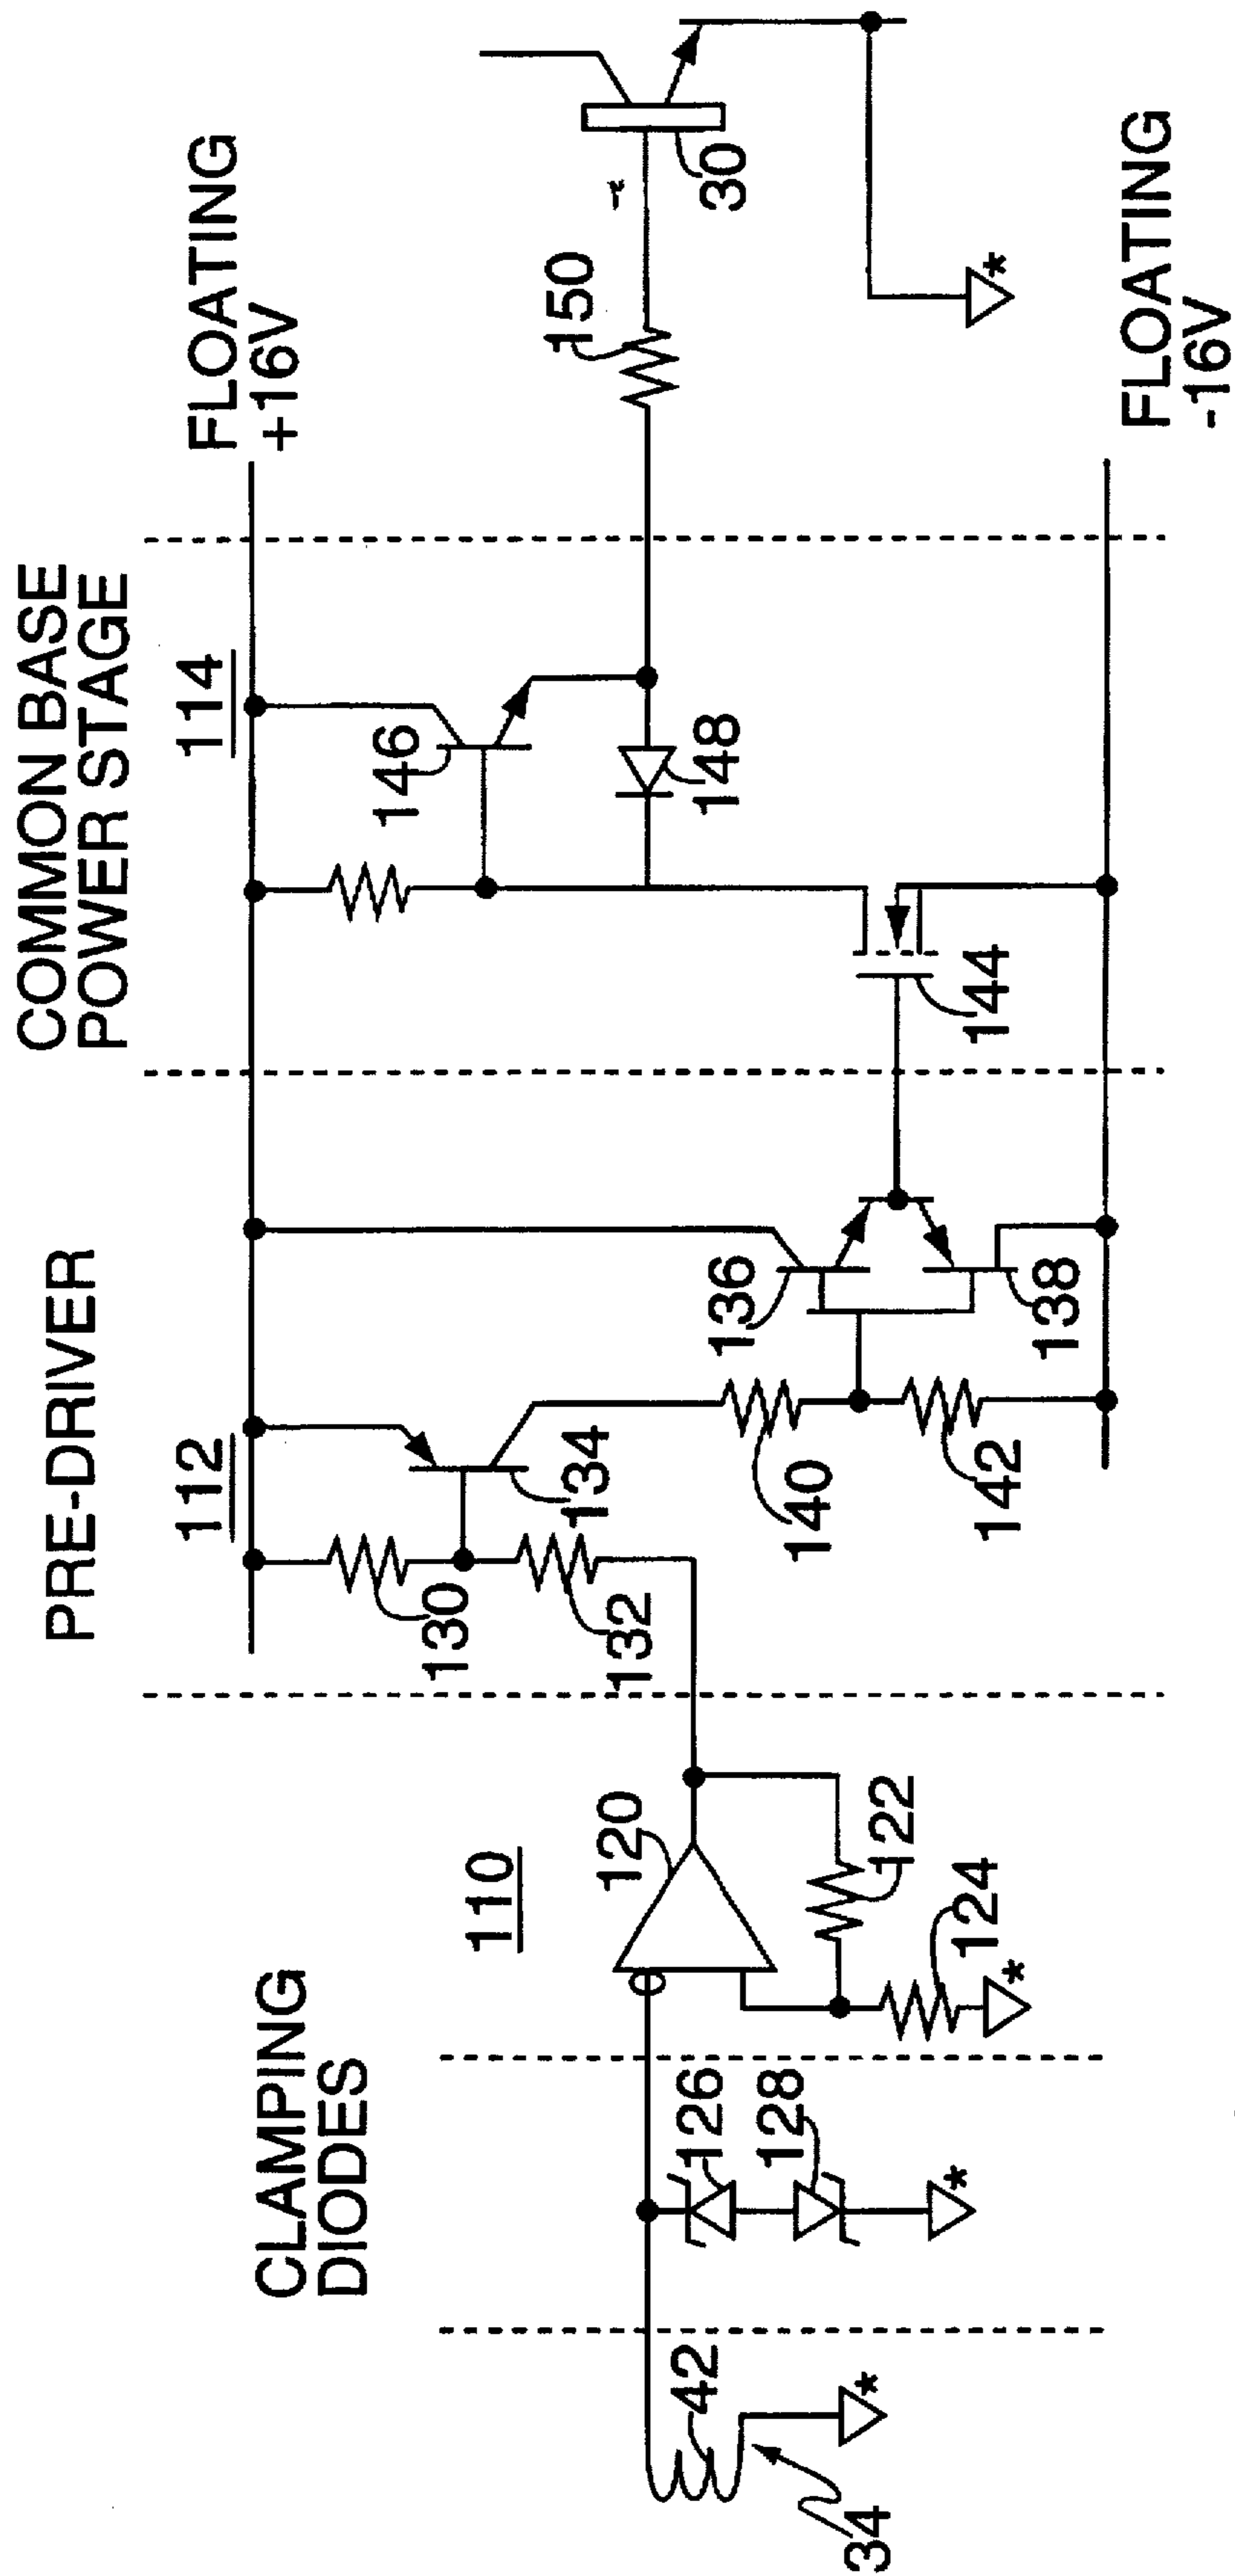 CLAMPING
DIODES
PRE-DRIVER
COMMON BASE
POWER STAGE
110
112
114
FLOATING
+16V
34
42
126
128
*
*
120
122
124
*
130
132
134
136
138
140
142
144
146
148
150
30
*
FLOATING
-16V